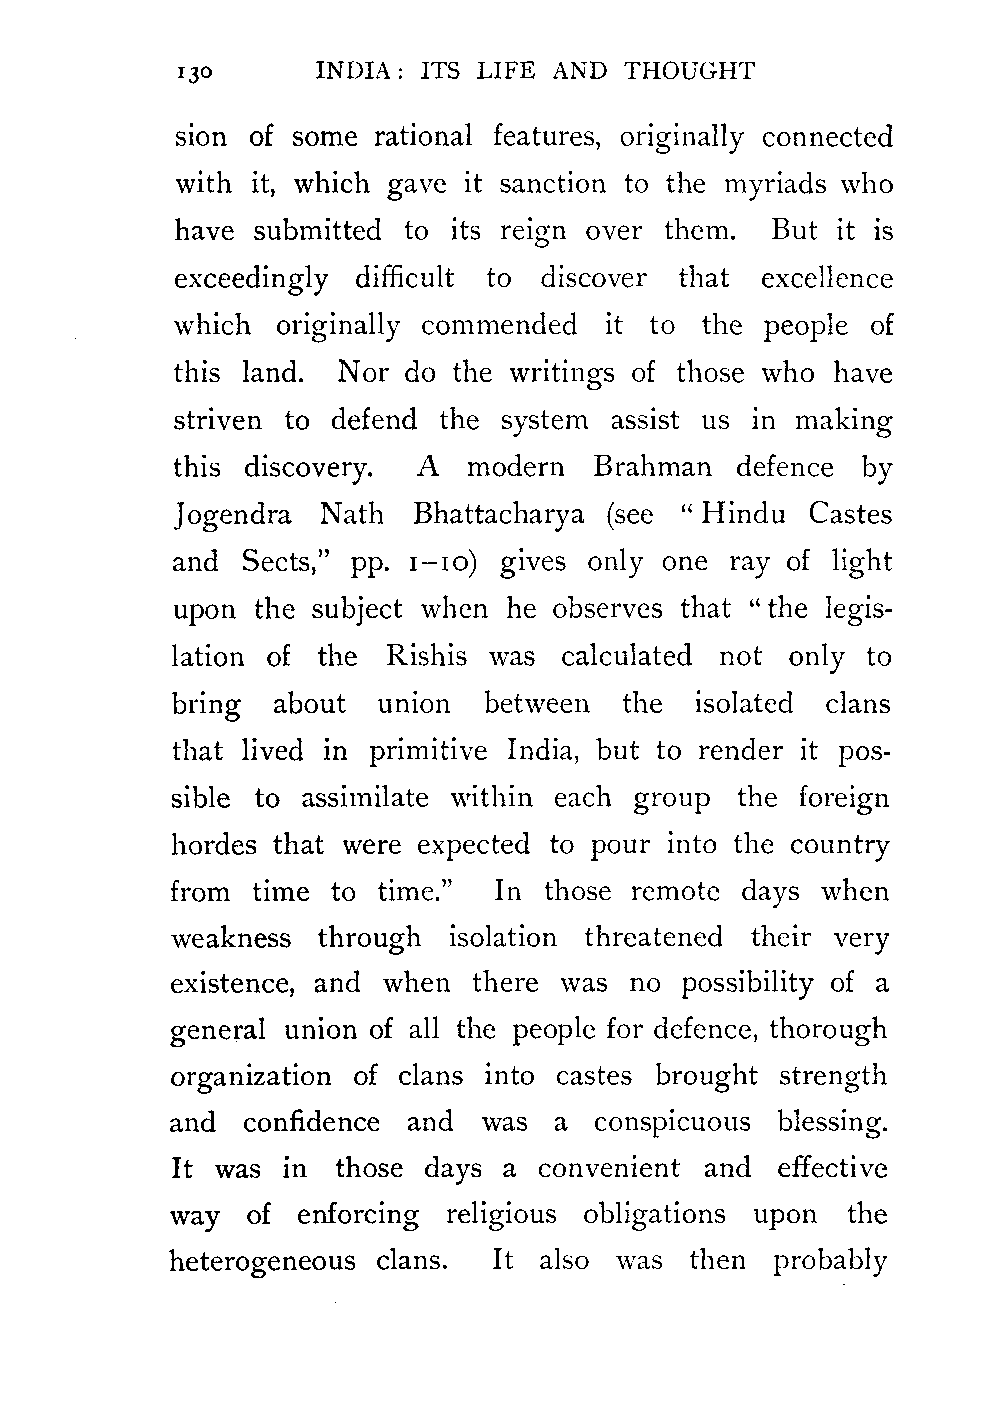 130 INDIA: ITS LIFE AND THOUGHT
sion of some rational features, originally connected
with it, which gave it sanction to the myriads who
have submitted to its reign over them. But it is
exceedingly difficult to discover that excellence
which originally commended it to the people of
this land. Nor do the writings of those who have
striven to defend the system assist us in making
this discovery. A modern Brahman defence by
Jogendra Nath Bhattacharya (see “Hindu Castes
and Sects,” pp. 1–10) gives only one ray of light
upon the subject when he observes that “the legis-
lation of the Rishis was calculated not only to
bring about union between the isolated clans
that lived in primitive India, but to render it pos-
sible to assimilate within each group the foreign
hordes that were expected to pour into the country
from time to time.” In those remote days when
weakness through isolation threatened their very
existence, and when there was no possibility of a
general union of all the people for defence, thorough
organization of clans into castes brought strength
and confidence and was a conspicuous blessing.
It was in those days a convenient and effective
way of enforcing religious obligations upon the
heterogeneous clans. It also was then probably